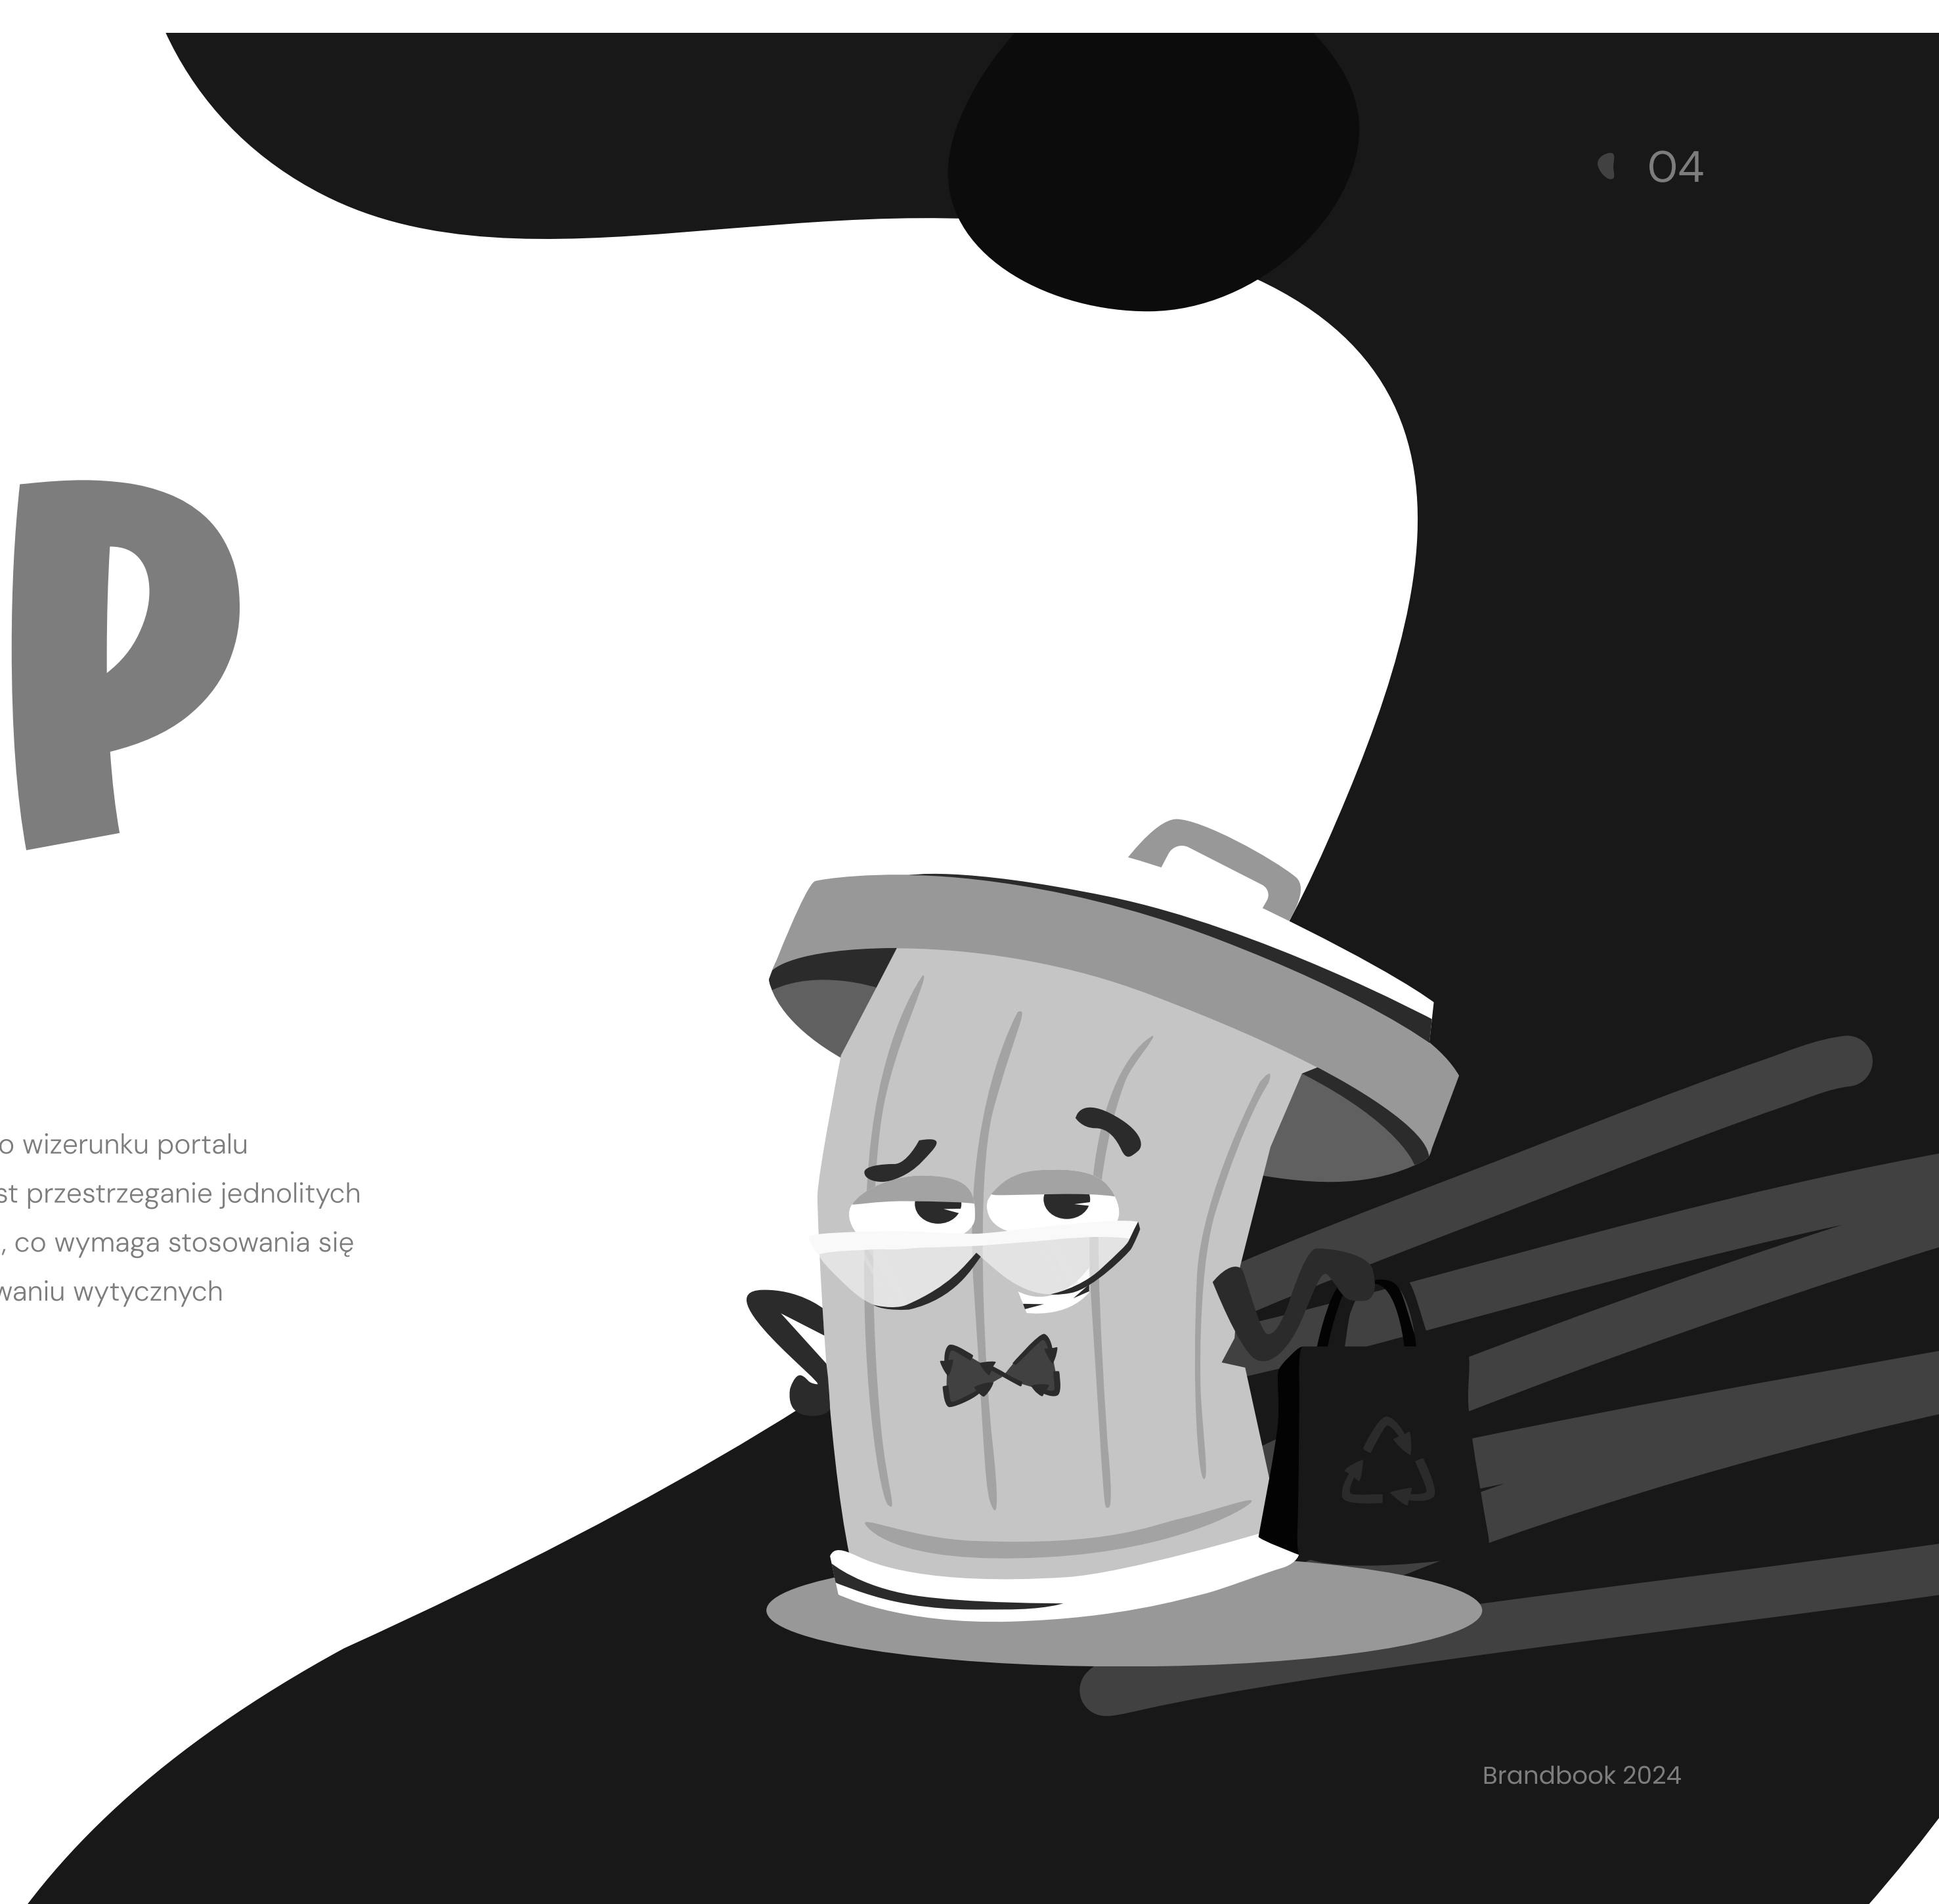 04
P
o wizerunku portalu
st przestrzeganie jednolitych
, co wymaga stosowania się
waniu wytycznych
Brandbook 2024